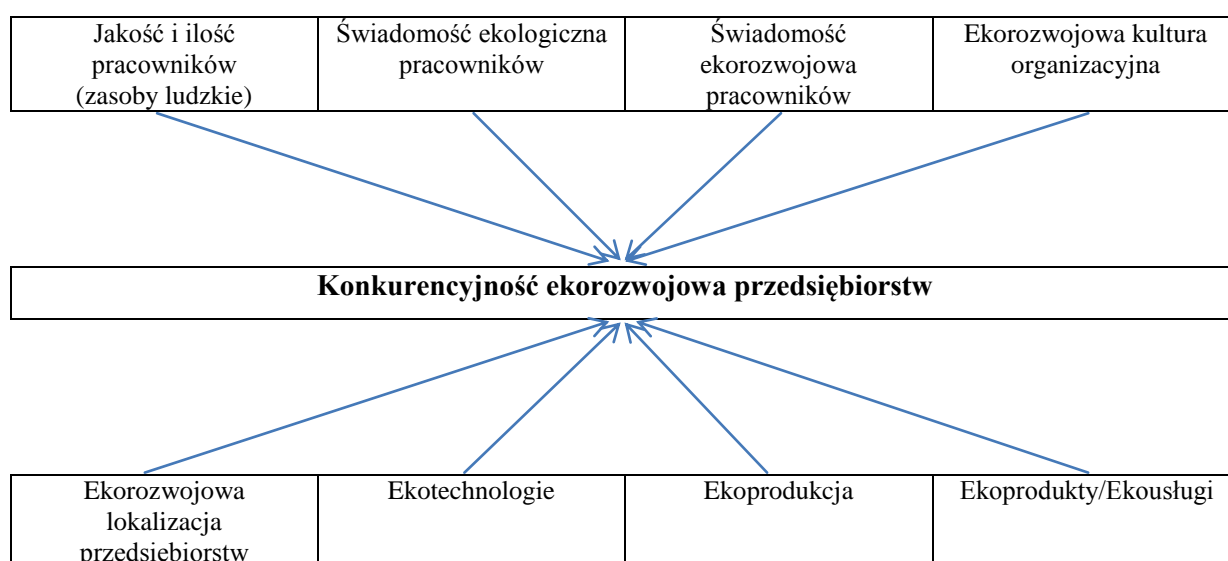 Jakość i ilość
pracowników
(zasoby ludzkie)
Świadomość ekologiczna
pracowników
Świadomość
ekorozwojowa
pracowników
Ekorozwojowa kultura
organizacyjna
Konkurencyjność ekorozwojowa przedsiębiorstw
Ekorozwojowa
lokalizacja
przedsiębiorstw
Ekotechnologie
Ekoprodukcja
Ekoprodukty/Ekousługi